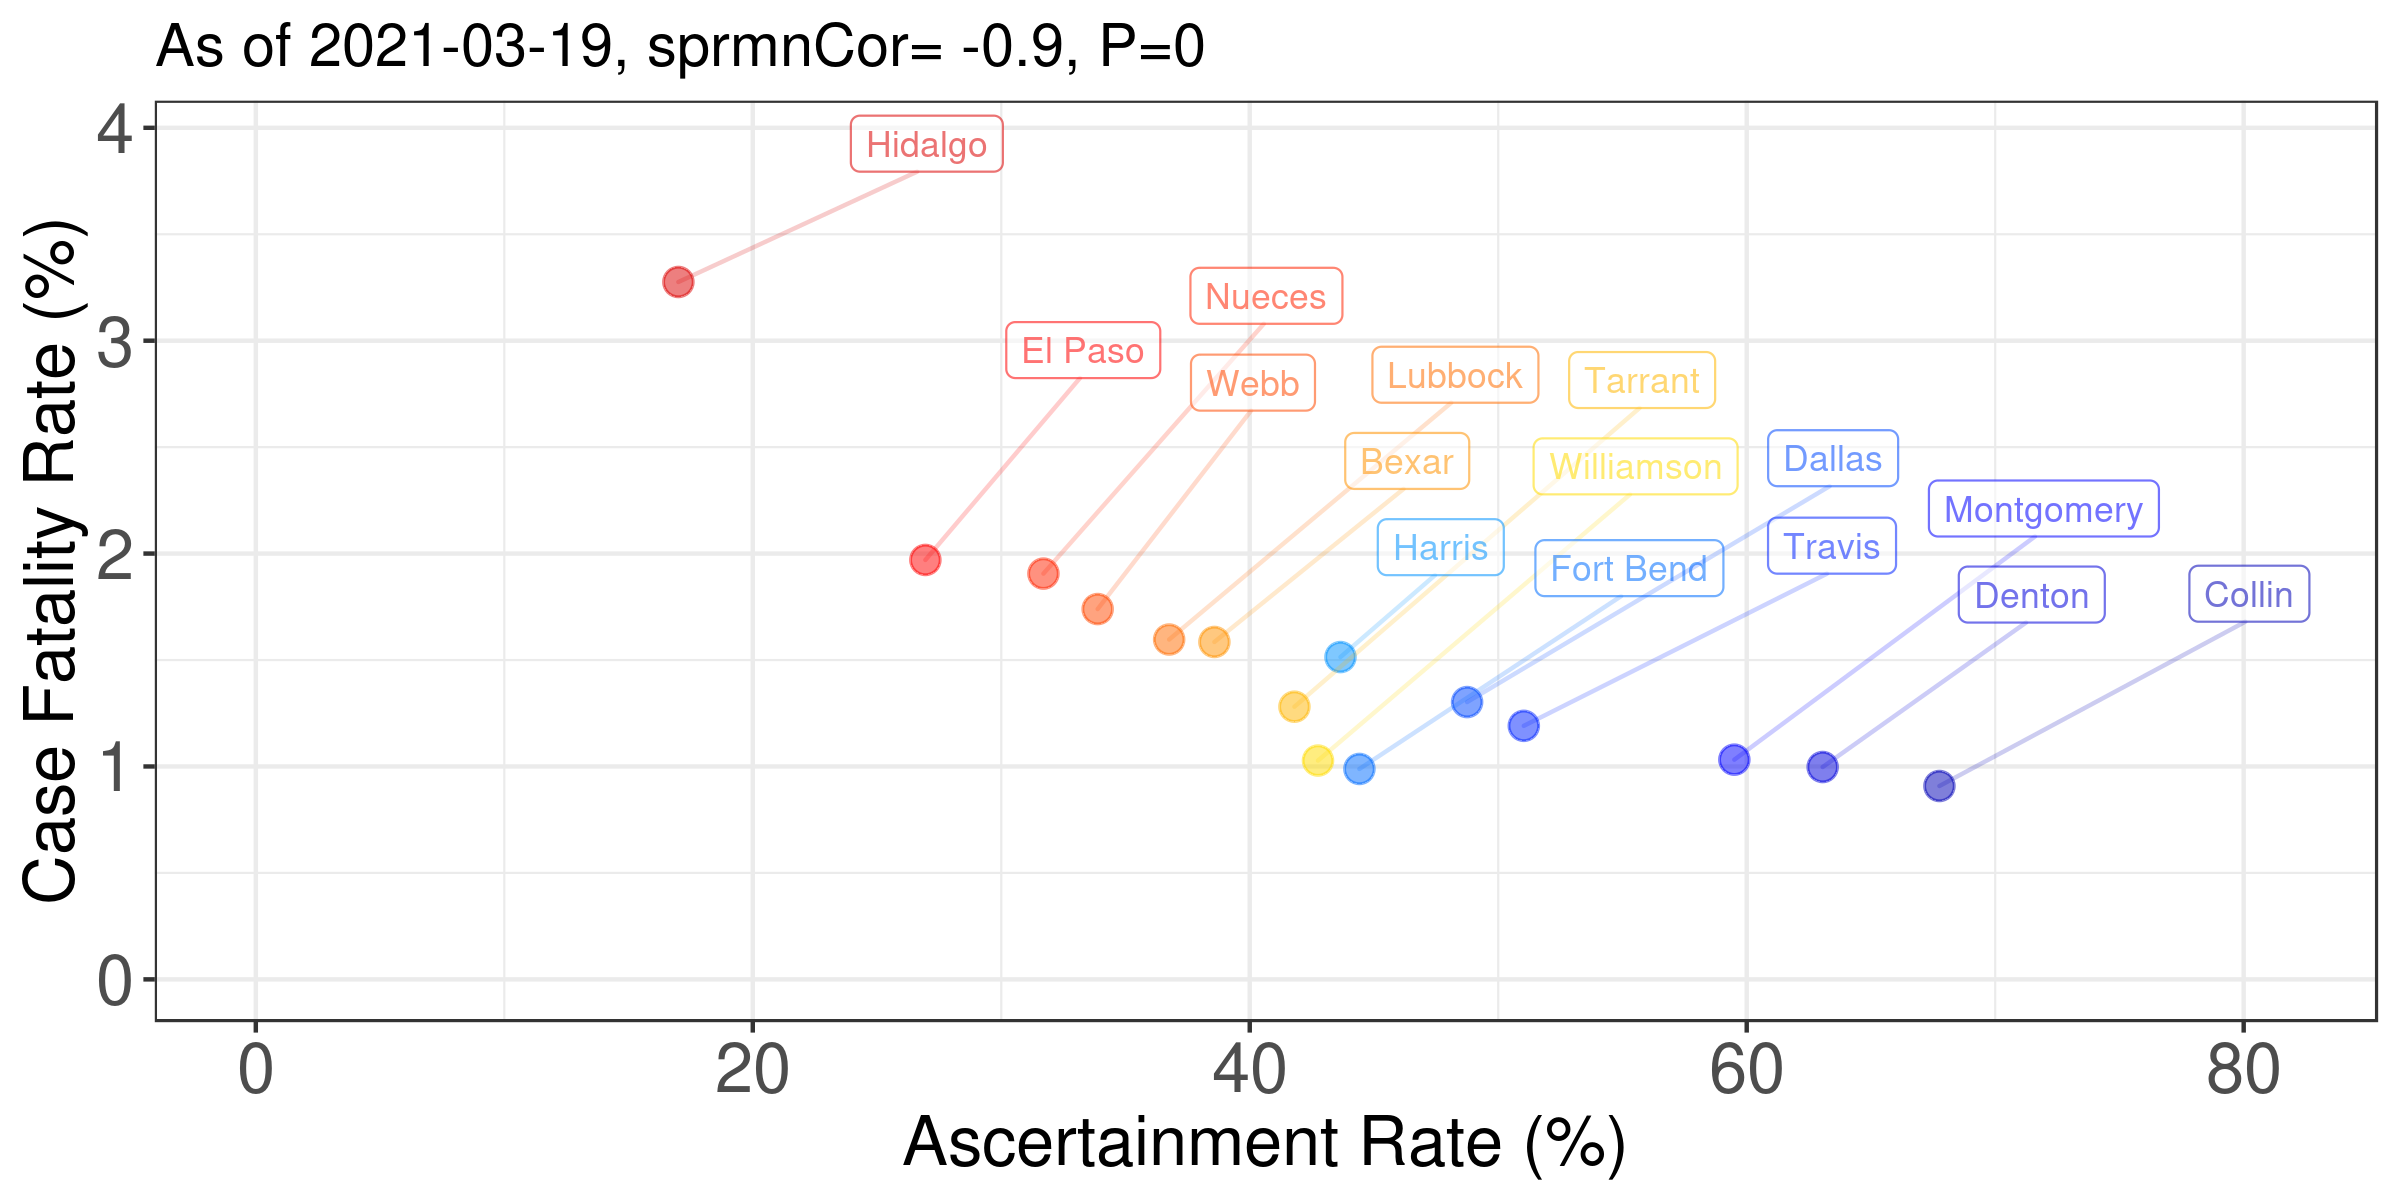 As of 2021-03-19, sprmnCor= -0.9, P=0
Case Fatality Rate (%)
4
3
2
1
0
Hidalgo
Nueces
El Paso
Webb
Lubbock
Tarrant
Bexar
Williamson
Dallas
Montgomery
Harris
Fort Bend
Travis
Denton
Collin
0 20 40 60 80
Ascertainment Rate (%)